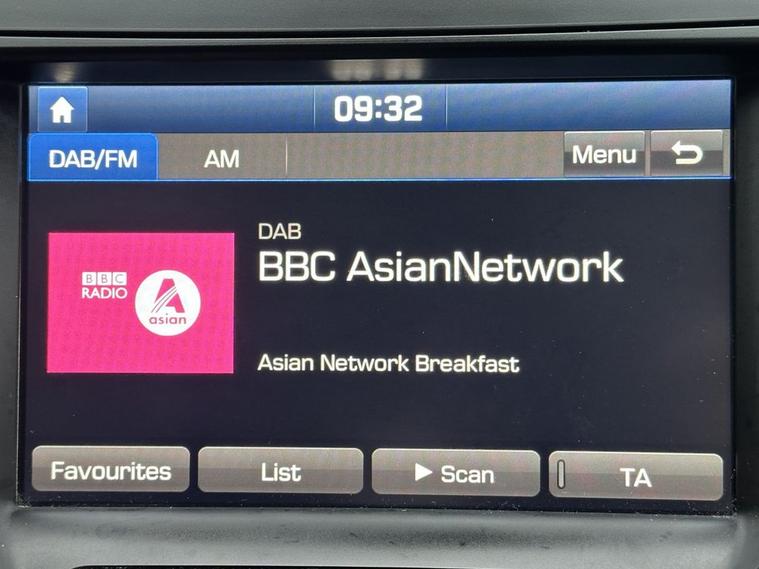 09:32
DAB/FM AM Menu
DAB
BBC AsianNetwork
BBC
RADIO
A
asian
Asian Network Breakfast
Favourites List Scan TA